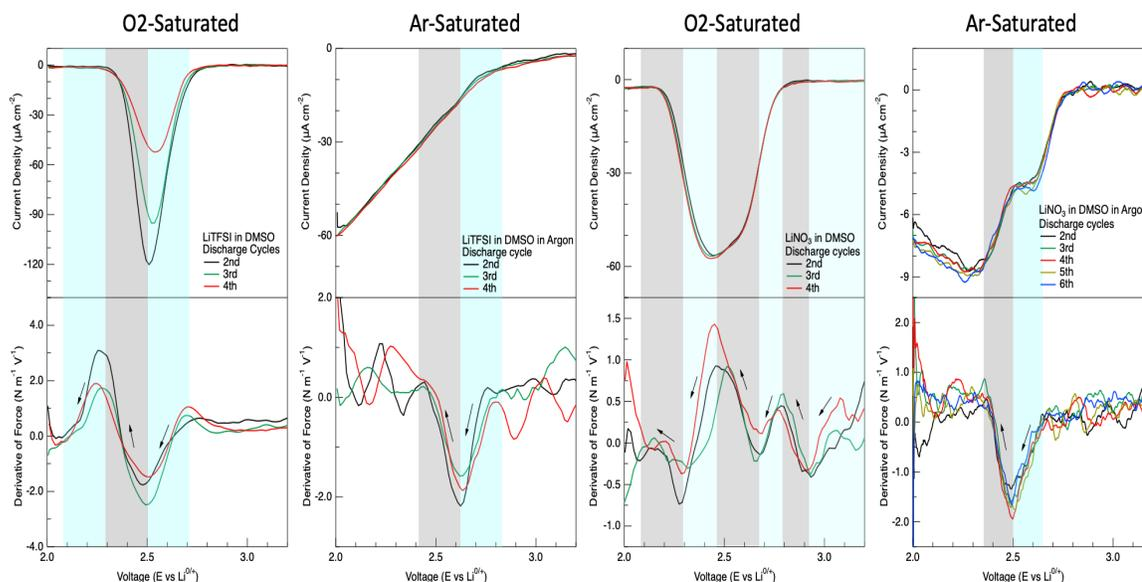 O2-Saturated
Ar-Saturated
O2-Saturated
Ar-Saturated
Current Density (µA cm⁻²)
0
-30
-60
-90
-120
LiTFSI in DMSO
Discharge Cycles
2nd
3rd
4th
Derivative of Force (N m⁻¹ V⁻¹)
4.0
2.0
0.0
-2.0
-4.0
2.0
2.5
3.0
Voltage (E vs Li⁰ᐟ⁺)
Current Density (µA cm⁻²)
0
-30
-60
LiTFSI in DMSO in Argon
Discharge cycle
2nd
3rd
4th
Derivative of Force (N m⁻¹ V⁻¹)
2.0
0.0
-2.0
2.0
2.5
3.0
Voltage (E vs Li⁰ᐟ⁺)
Current Density (µA cm⁻²)
0
-30
-60
LiNO₃ in DMSO
Discharge cycles
2nd
3rd
4th
Derivative of Force (N m⁻¹ V⁻¹)
1.5
1.0
0.5
0.0
-0.5
-1.0
2.0
2.5
3.0
Voltage (E vs Li⁰ᐟ⁺)
Current Density (µA cm⁻²)
0
-3
-6
-9
LiNO₃ in DMSO in Argo
Discharge cycles
2nd
3rd
4th
5th
6th
Derivative of Force (N m⁻¹ V⁻¹)
2.0
1.0
0.0
-1.0
-2.0
2.0
2.5
3.0
Voltage (E vs Li⁰ᐟ⁺)